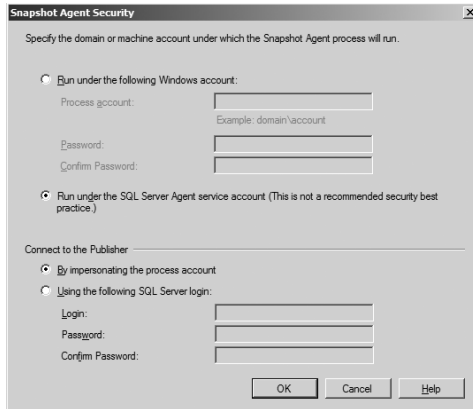 Snapshot Agent Security
Specify the domain or machine account under which the Snapshot Agent process will run.
Run under the following Windows account:
Process account:
Example: domain\account
Password:
Confirm Password:
Run under the SQL Server Agent service account (This is not a recommended security best
practice.)
Connect to the Publisher
By impersonating the process account
Using the following SQL Server login:
Login:
Password:
Confirm Password:
OK Cancel Help